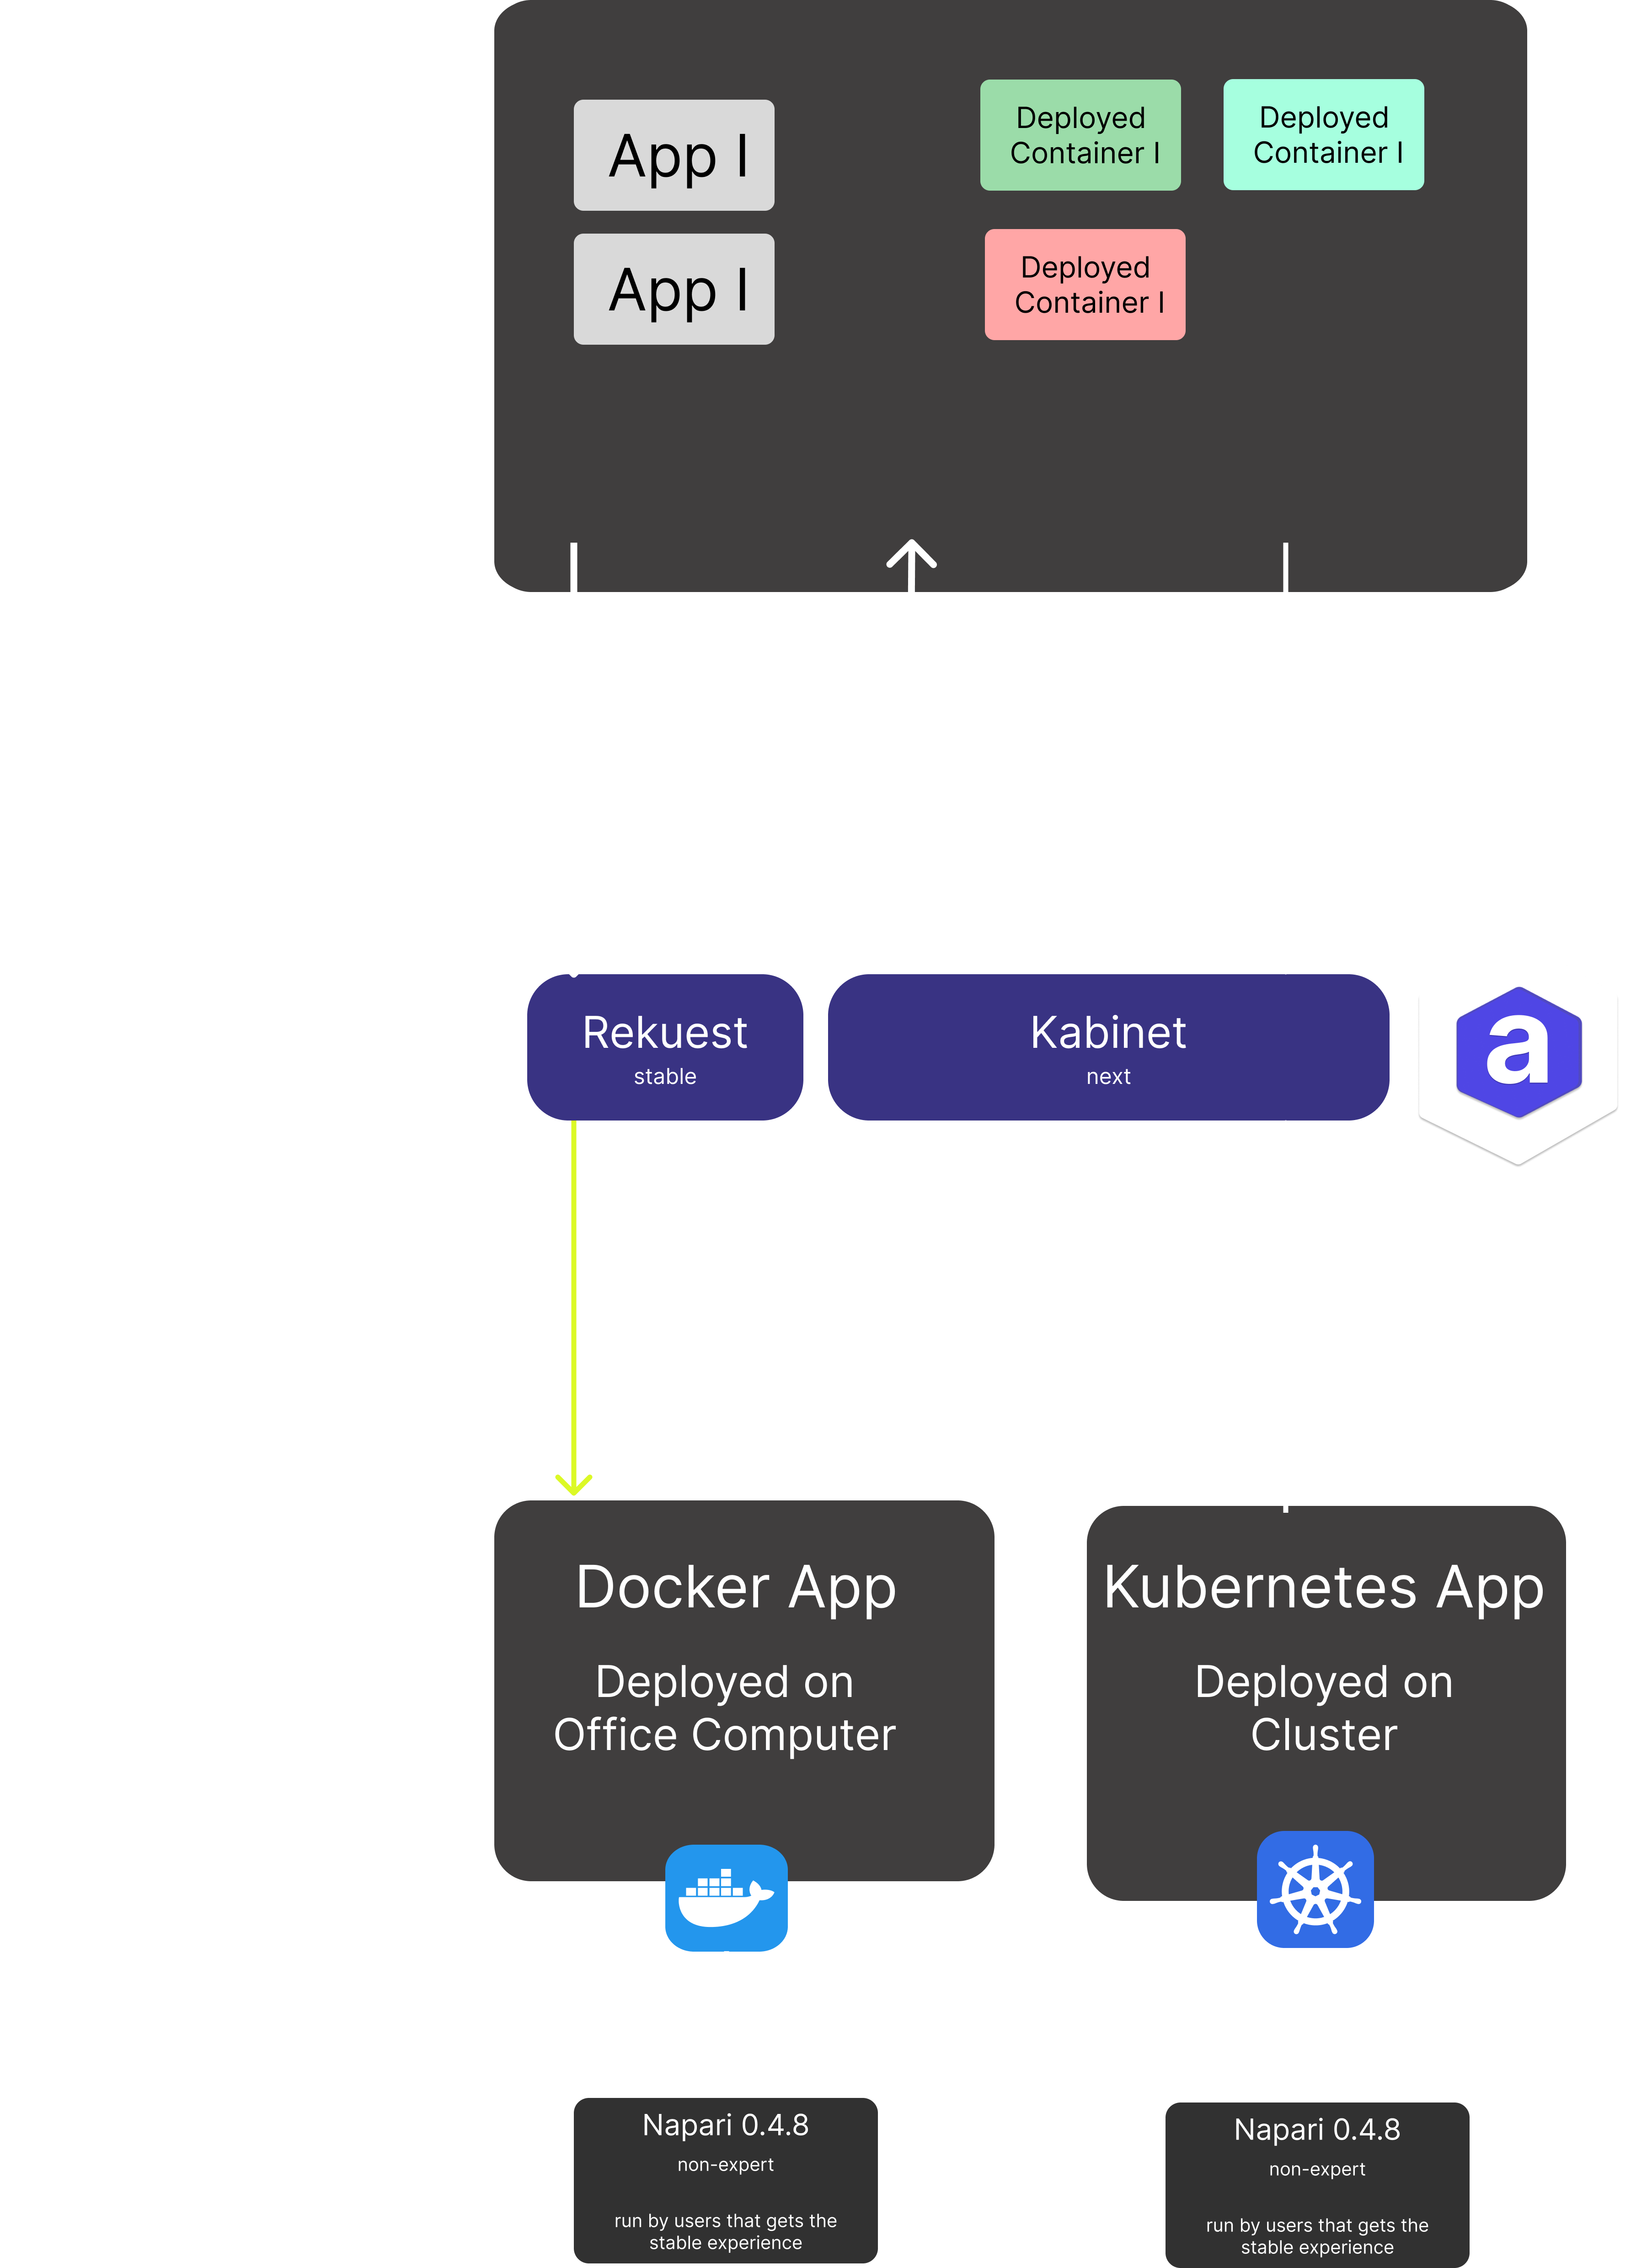 App I
App I
Deployed
Container I
Deployed
Container I
Deployed
Container I
Rekuest
stable
Kabinet
next
a
Docker App
Deployed on
Office Computer
Kubernetes App
Deployed on
Cluster
Napari 0.4.8
non-expert
run by users that gets the
stable experience
Napari 0.4.8
non-expert
run by users that gets the
stable experience